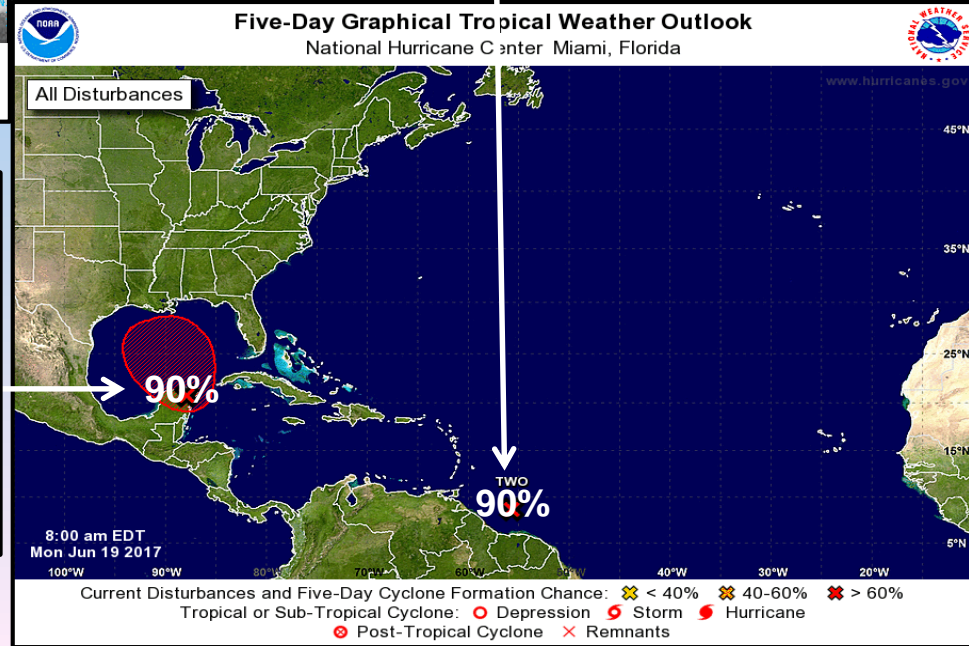 Five-Day Graphical Tropical Weather Outlook
National Hurricane Center Miami, Florida
NOAA
All Disturbances
www.hurricanes.gov
45°N
35°N
25°N
90%
15°N
TWO
90%
8:00 am EDT
Mon Jun 19 2017
5°N
100°W 90°W 80°W 70°W 60°W 50°W 40°W 30°W 20°W
Current Disturbances and Five-Day Cyclone Formation Chance: < 40% 40-60% > 60%
Tropical or Sub-Tropical Cyclone: Depression Storm Hurricane
Post-Tropical Cyclone Remnants